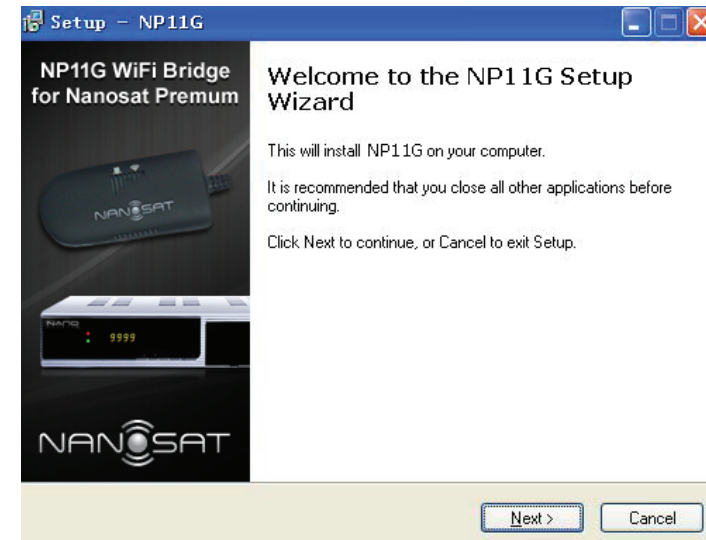 Setup - NP11G
NP11G WiFi Bridge
for Nanosat Premum
NANOSAT
NANO
9999
NANOSAT
Welcome to the NP11G Setup
Wizard
This will install NP11G on your computer.
It is recommended that you close all other applications before
continuing.
Click Next to continue, or Cancel to exit Setup.
Next >
Cancel